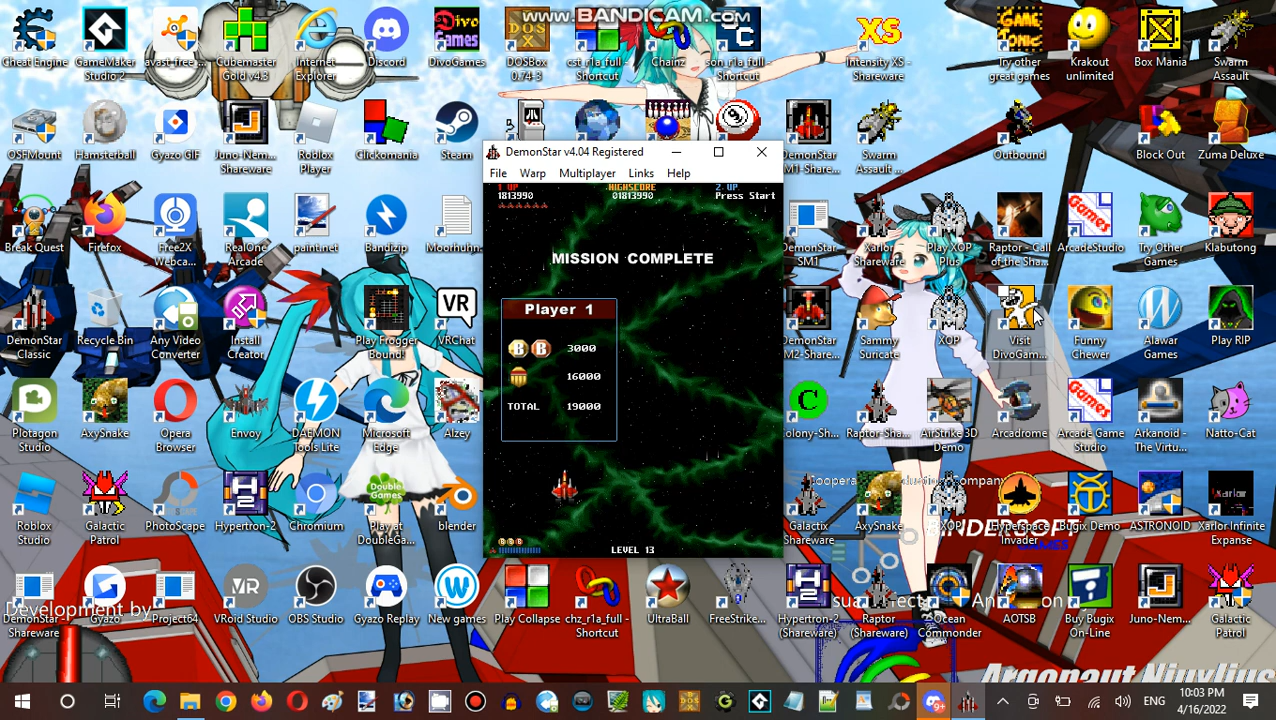 www.BANDICAM.com
Cheat Engine
GameMaker Studio 2
avast_free_...
Cubemaster Gold v4.3
Internet Explorer
Discord
DivoGames
DOSBox 0.74-3
cst_r1a_full - Shortcut
Chainz
son_r1a_full - Shortcut
XS
Intensity XS - Shareware
GAME TONIC
Try other great games
Krakout unlimited
Box Mania
Swarm Assault
OSFMount
Hamsterball
Gyazo GIF
Juno-Nem... Shareware
Roblox Player
Clickomania
Steam
DemonStar M1-Share...
Swarm Assault ...
Outbound
Block Out
Zuma Deluxe
DemonStar v4.04 Registered
File Warp Multiplayer Links Help
1 UP HIGHSCORE 2 UP
1813990 01813990 Press Start
MISSION COMPLETE
Player 1
3000
16000
TOTAL 19000
LEVEL 13
Break Quest
Firefox
Free2X Webca...
RealOne Arcade
paint.net
Bandizip
Moorhuhn...
DemonStar SM1
Xarlor Shareware
Play XOP Plus
Raptor - Call of the Sha...
ArcadeStudio
Try Other Games
Klabutong
DemonStar Classic
Recycle Bin
Any Video Converter
Install Creator
Play Frogger Bound!
VR
VRChat
DemonStar M2-Share...
Sammy Suricate
XOP
Visit DivoGam...
Funny Chewer
Alawar Games
Play RIP
Plotagon Studio
AxySnake
Opera Browser
Envoy
DAEMON Tools Lite
Microsoft Edge
Alzey
Colony-Sh...
Raptor Sha...
AirStrike 3D Demo
Arcadrome
Arcade Game Studio
Arkanoid - The Virtu...
Natto-Cat
Roblox Studio
Galactic Patrol
PhotoScape
Hypertron-2
Chromium
Play at DoubleGa...
blender
Galactix Shareware
AxySnake
XOP
Hyperspace Invader
Bugix Demo
ASTRONOID
Xarlor Infinite Expanse
DemonStar - Shareware
Gyazo
Project64
VRoid Studio
OBS Studio
Gyazo Replay
New games
Play Collapse
chz_r1a_full - Shortcut
UltraBall
FreeStrike...
Hypertron-2 (Shareware)
Raptor (Shareware)
Ocean Commander
AOTSB
Buy Bugix On-Line
Juno-Nem...
Galactic Patrol
Development by
Argonaut
ENG
10:03 PM
4/16/2022